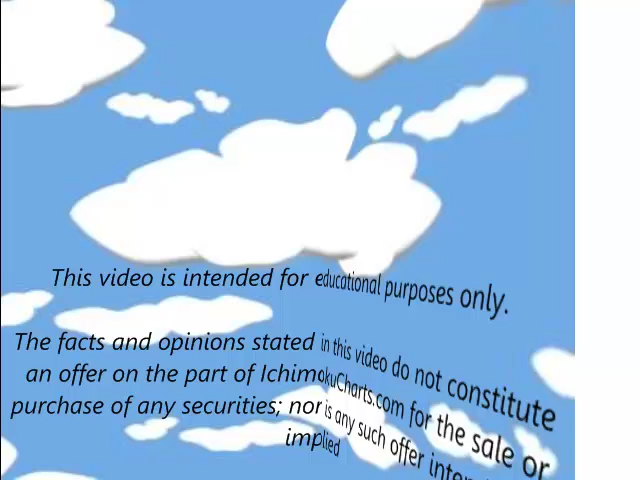 This video is intended for educational purposes only.
The facts and opinions stated in this video do not constitute
an offer on the part of IchimokuCharts.com for the sale or
purchase of any securities; nor is any such offer
implied